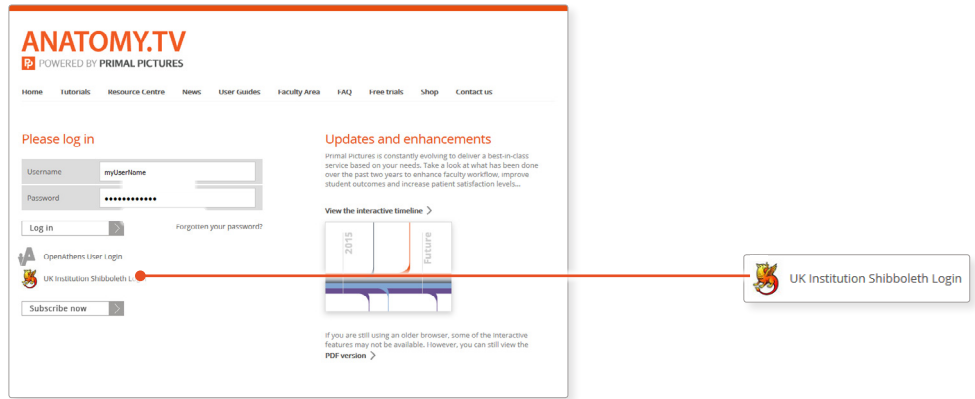 ANATOMY.TV
POWERED BY PRIMAL PICTURES
Home Tutorials Resource Centre News User Guides Faculty Area FAQ Free trials Shop Contact us
Please log in
Username myUserName
Password ••••••••••••
Log in
Forgotten your password?
OpenAthens User Login
UK Institution Shibboleth Lo
Subscribe now
Updates and enhancements
Primal Pictures is constantly evolving to deliver a best-in-class
service based on your needs. Take a look at what has been done
over the past two years to enhance faculty workflow, improve
student outcomes and increase patient satisfaction levels...
View the interactive timeline >
2015 Future
If you are still using an older browser, some of the interactive
features may not be available. However, you can still view the
PDF version >
UK Institution Shibboleth Login